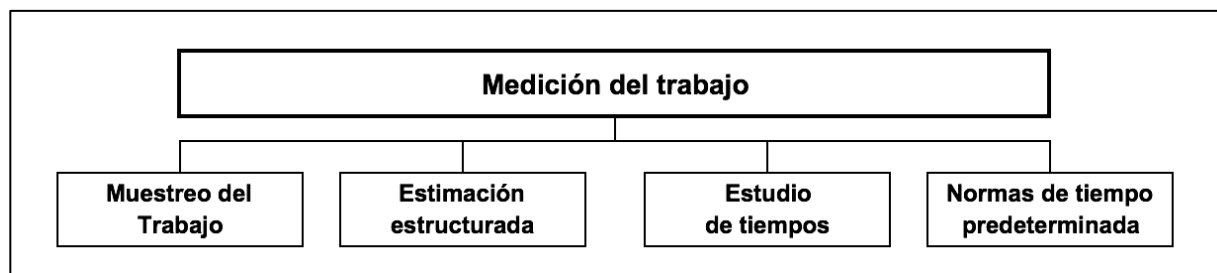 Medición del trabajo
Muestreo del
Trabajo
Estimación
estructurada
Estudio
de tiempos
Normas de tiempo
predeterminada